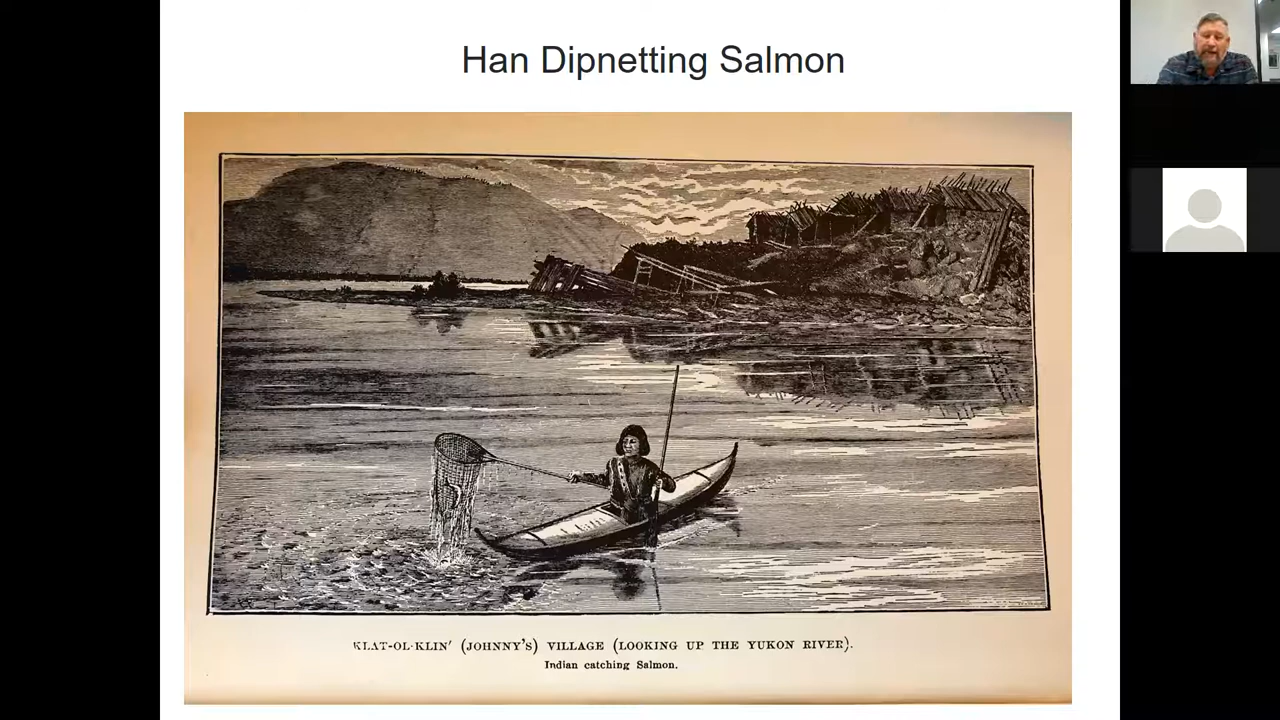 Han Dipnetting Salmon
KLAT-OL-KLIN' (JOHNNY'S) VILLAGE (LOOKING UP THE YUKON RIVER).
Indian catching Salmon.